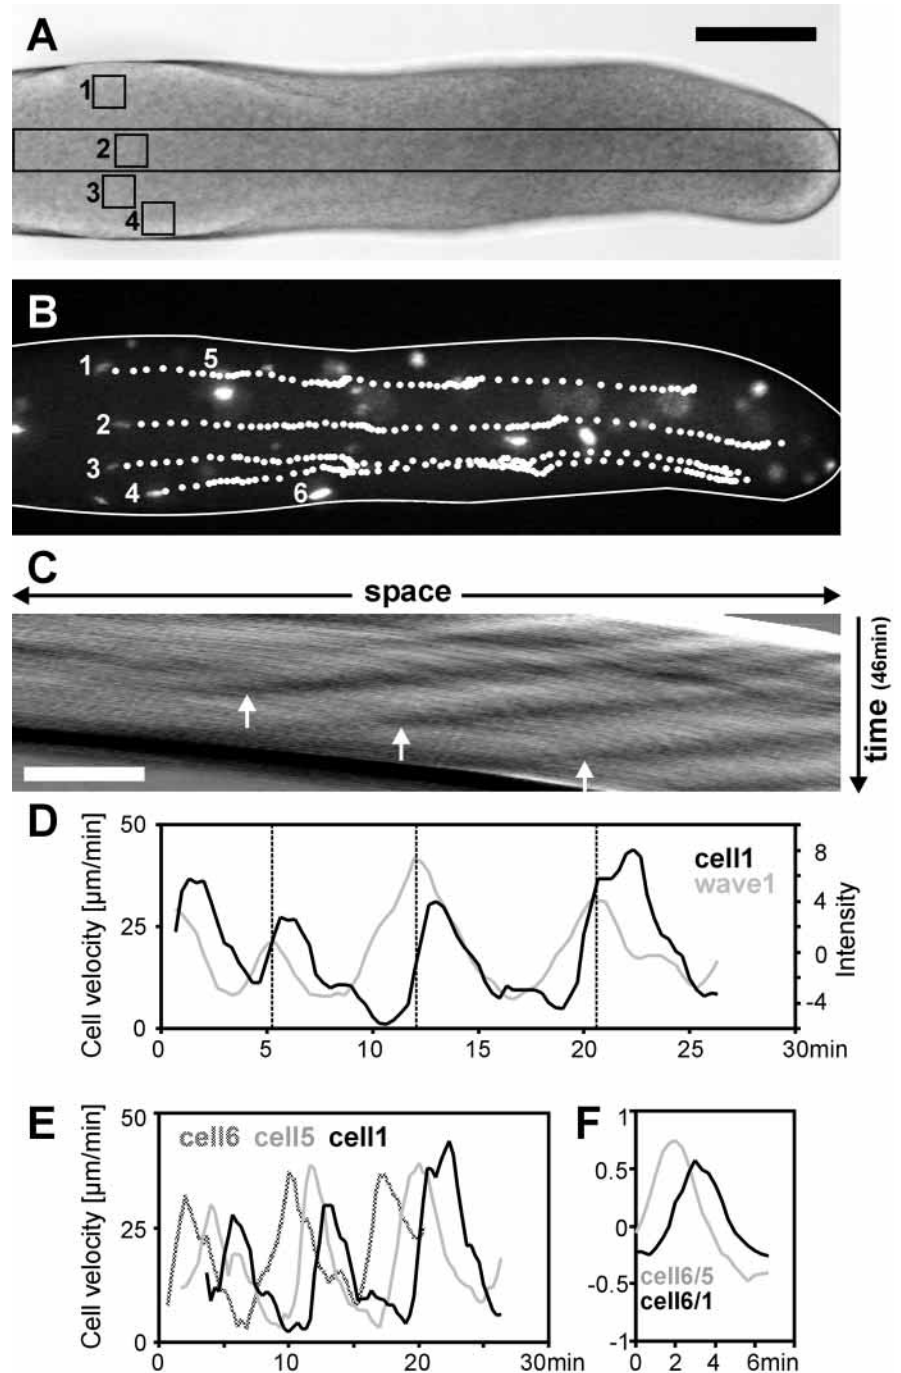 A
1
2
3
4
B
1
5
2
3
4
6
C
space
time (46min)
D
Cell velocity [µm/min]
50
25
0
cell1
wave1
8
4
0
-4
Intensity
0 5 10 15 20 25 30min
E
Cell velocity [µm/min]
50
25
0
cell6 cell5 cell1
0 10 20 30min
F
1
0.5
0
-0.5
-1
cell6/5
cell6/1
0 2 4 6min